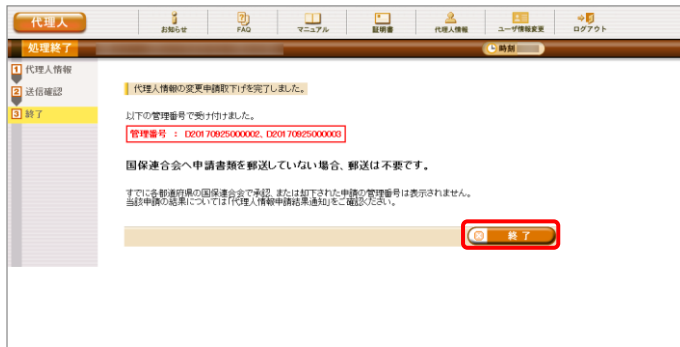 代理人
お知らせ
FAQ
マニュアル
証明書
代理人情報
ユーザ情報変更
ログアウト
処理終了
時刻
1 代理人情報
2 送信確認
3 終了
代理人情報の変更申請取下げを完了しました。
以下の管理番号で受け付けました。
管理番号 ： D20170925000002、D20170925000003
国保連合会へ申請書類を郵送していない場合、郵送は不要です。
すでに各都道府県の国保連合会で承認、または却下された申請の管理番号は表示されません。
当該申請の結果については「代理人情報申請結果通知」をご確認ください。
終了